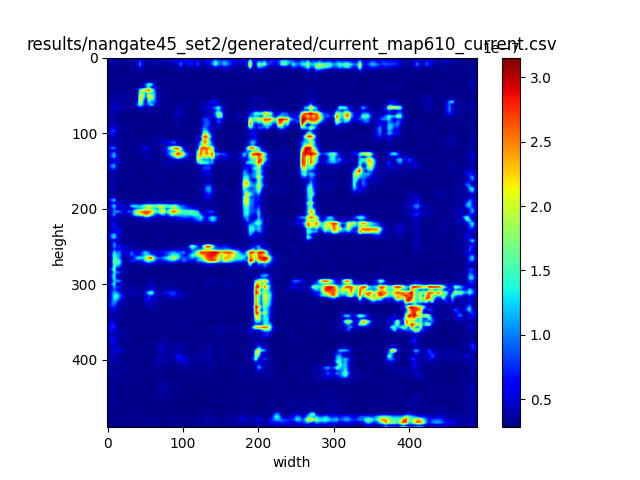 results/nangate45_set2/generated/current_map610_current.csv
1e−7
0
100
200
300
400
height
0 100 200 300 400
width
3.0
2.5
2.0
1.5
1.0
0.5